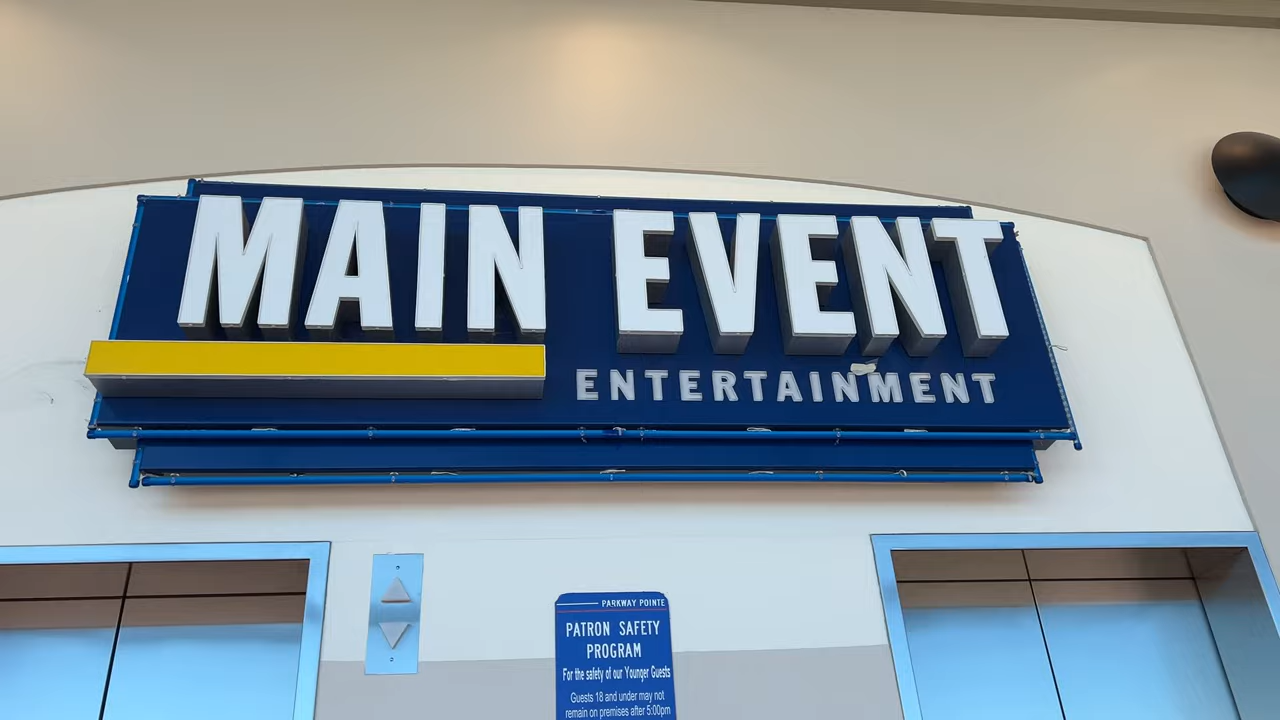 MAIN EVENT
ENTERTAINMENT
PARKWAY POINTE
PATRON SAFETY
PROGRAM
For the safety of our Younger Guests
Guests 18 and under may not
remain on premises after 5:00pm